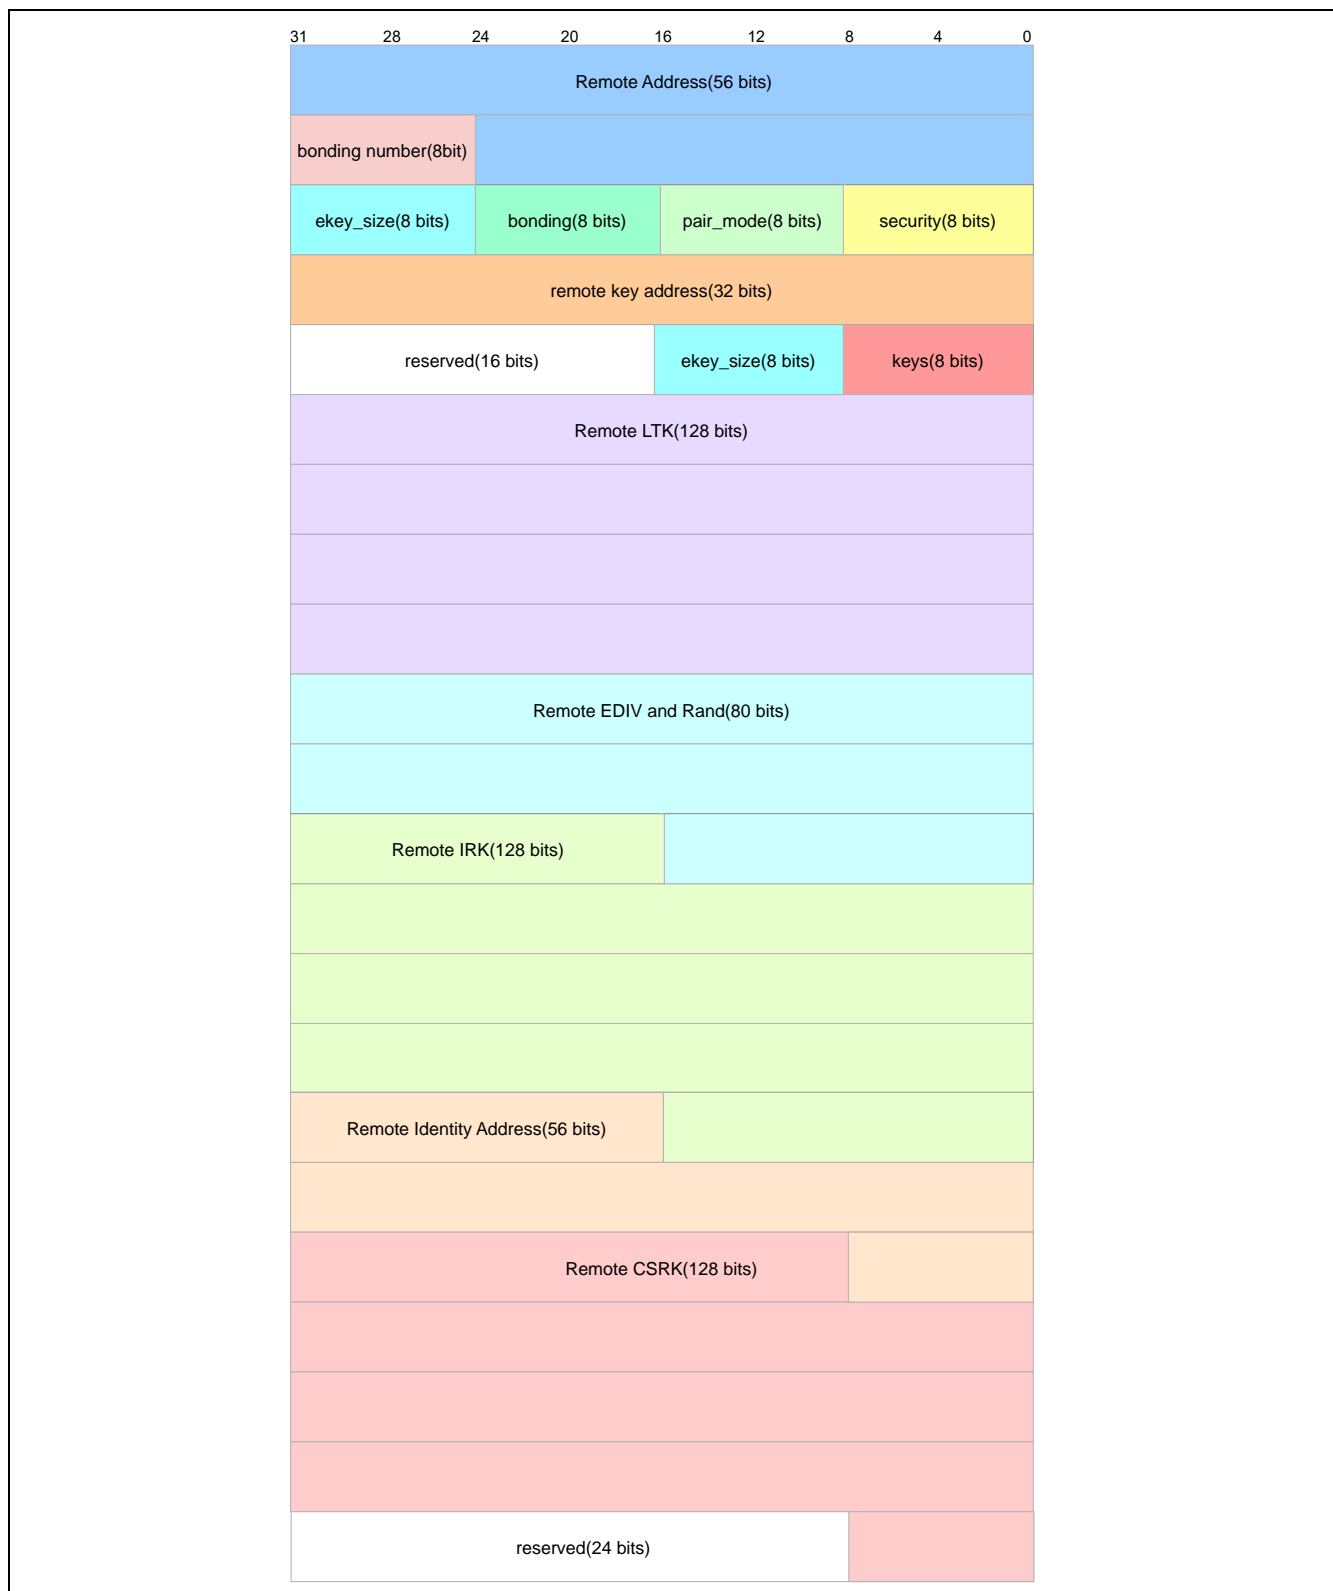 31 28 24 20 16 12 8 4 0
Remote Address(56 bits)
bonding number(8bit)
ekey_size(8 bits) bonding(8 bits) pair_mode(8 bits) security(8 bits)
remote key address(32 bits)
reserved(16 bits) ekey_size(8 bits) keys(8 bits)
Remote LTK(128 bits)
Remote EDIV and Rand(80 bits)
Remote IRK(128 bits)
Remote Identity Address(56 bits)
Remote CSRK(128 bits)
reserved(24 bits)